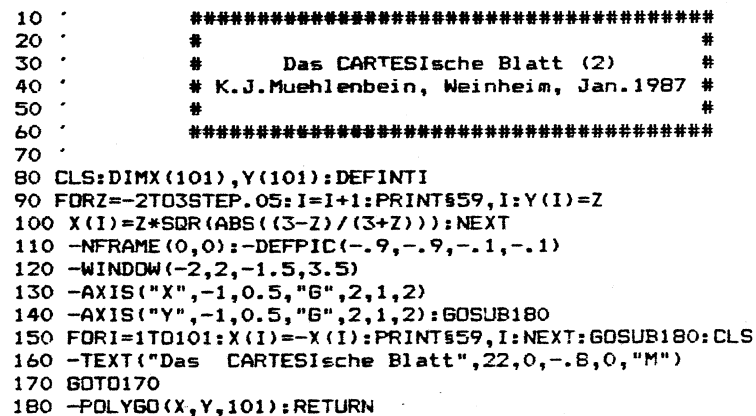 10 '       #######################################
20 '       #                                     #
30 '       #      Das CARTESIsche Blatt (2)      #
40 '       # K.J.Muehlenbein, Weinheim, Jan.1987 #
50 '       #                                     #
60 '       #######################################
70 '
80 CLS:DIMX(101),Y(101):DEFINTI
90 FORZ=-2TO3STEP.05:I=I+1:PRINT§59,I:Y(I)=Z
100 X(I)=Z*SQR(ABS((3-Z)/(3+Z))):NEXT
110 -NFRAME(0,0):-DEFPIC(-.9,-.9,-.1,-.1)
120 -WINDOW(-2,2,-1.5,3.5)
130 -AXIS("X",-1,0.5,"G",2,1,2)
140 -AXIS("Y",-1,0.5,"G",2,1,2):GOSUB180
150 FORI=1TO101:X(I)=-X(I):PRINT§59,I:NEXT:GOSUB180:CLS
160 -TEXT("Das  CARTESIsche Blatt",22,0,-.8,0,"M")
170 GOTO170
180 -POLYGO(X,Y,101):RETURN